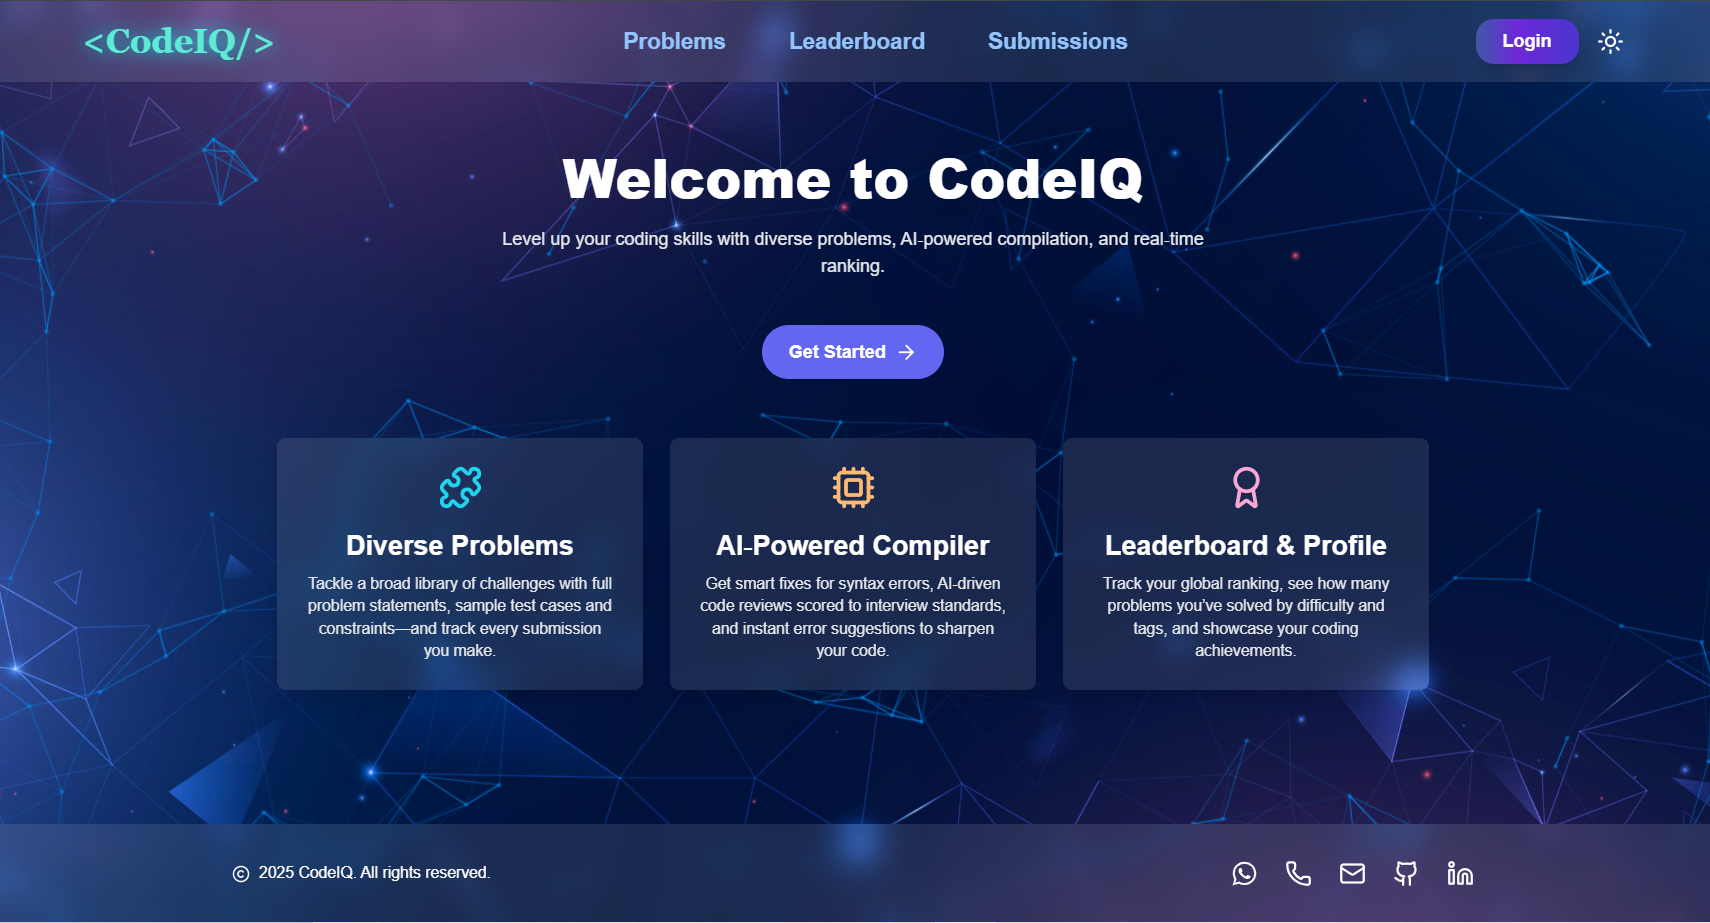 <CodeIQ/>
Problems
Leaderboard
Submissions
Login
Welcome to CodeIQ
Level up your coding skills with diverse problems, AI-powered compilation, and real-time
ranking.
Get Started
Diverse Problems
Tackle a broad library of challenges with full
problem statements, sample test cases and
constraints—and track every submission
you make.
AI-Powered Compiler
Get smart fixes for syntax errors, AI-driven
code reviews scored to interview standards,
and instant error suggestions to sharpen
your code.
Leaderboard & Profile
Track your global ranking, see how many
problems you’ve solved by difficulty and
tags, and showcase your coding
achievements.
© 2025 CodeIQ. All rights reserved.